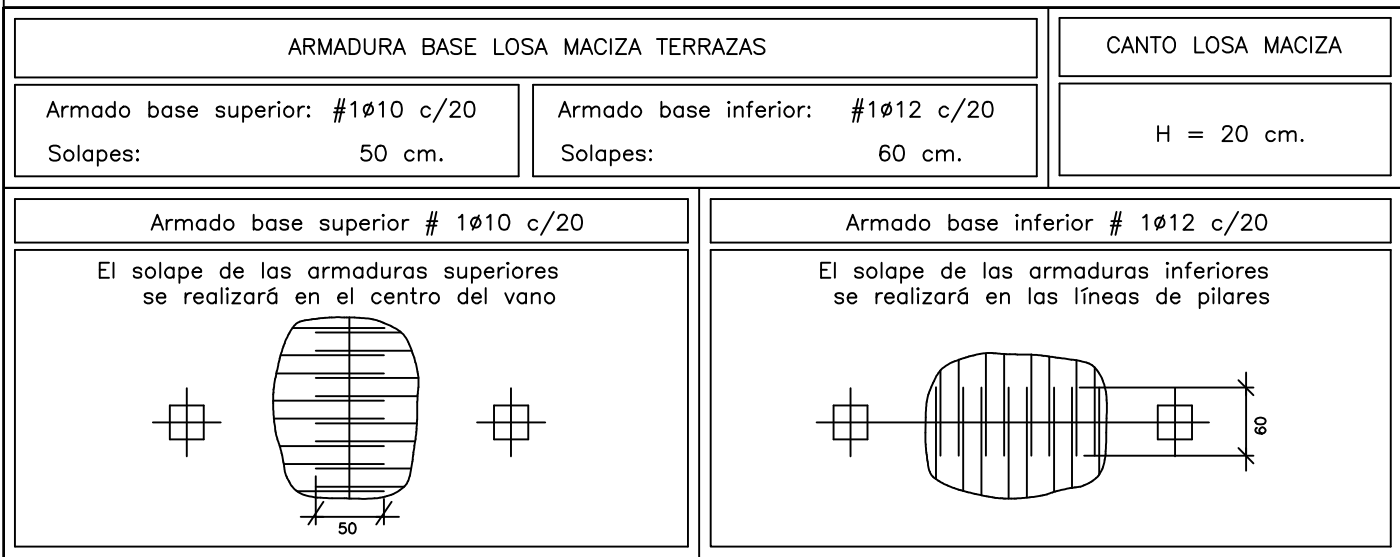 ARMADURA BASE LOSA MACIZA TERRAZAS
CANTO LOSA MACIZA
Armado base superior: #1ø10 c/20
Solapes: 50 cm.
Armado base inferior: #1ø12 c/20
Solapes: 60 cm.
H = 20 cm.
Armado base superior # 1ø10 c/20
El solape de las armaduras superiores
se realizará en el centro del vano
50
Armado base inferior # 1ø12 c/20
El solape de las armaduras inferiores
se realizará en las líneas de pilares
60